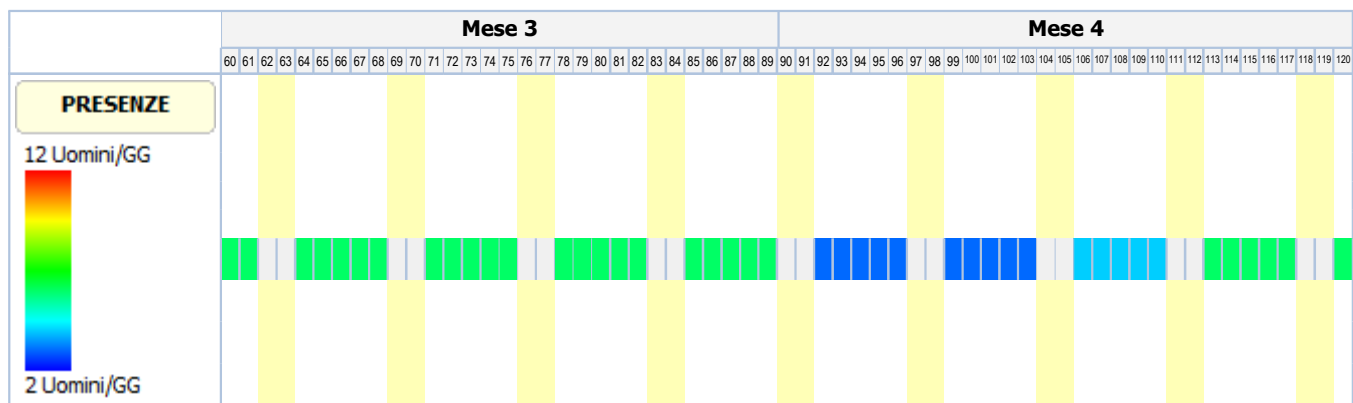 Mese 3 Mese 4
60 61 62 63 64 65 66 67 68 69 70 71 72 73 74 75 76 77 78 79 80 81 82 83 84 85 86 87 88 89 90 91 92 93 94 95 96 97 98 99 100 101 102 103 104 105 106 107 108 109 110 111 112 113 114 115 116 117 118 119 120
PRESENZE
12 Uomini/GG
2 Uomini/GG